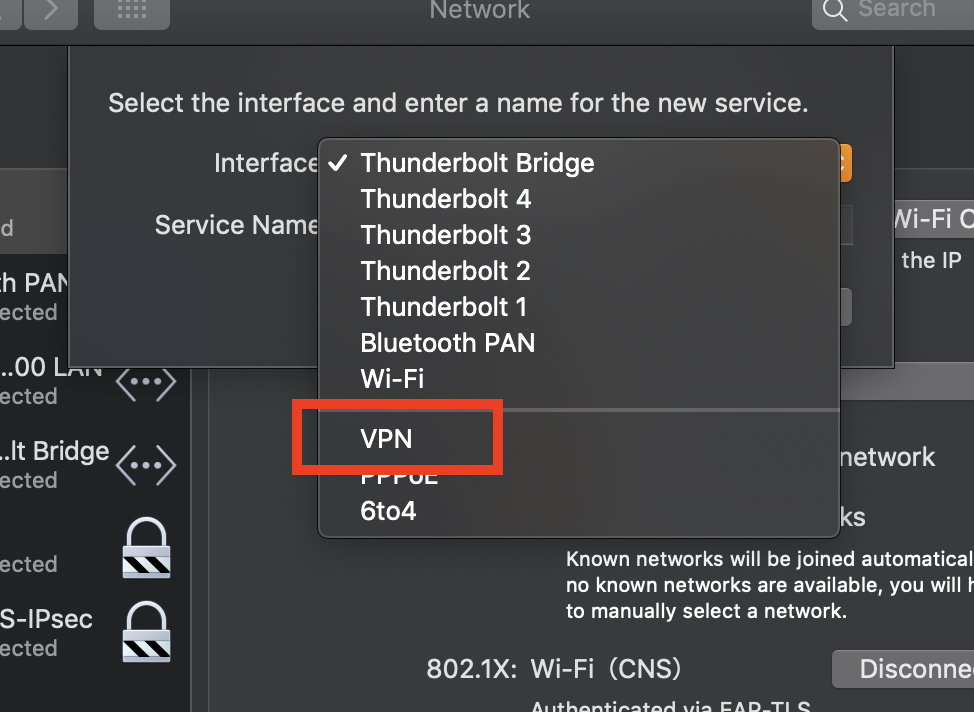 Network
Search
Select the interface and enter a name for the new service.
Interface
✓ Thunderbolt Bridge
Thunderbolt 4
Thunderbolt 3
Thunderbolt 2
Thunderbolt 1
Bluetooth PAN
Wi-Fi
VPN
PPPoE
6to4
Service Name
d
th PAN
ected
...00 LAN
ected
...lt Bridge
ected
ected
S-IPsec
ected
Wi-Fi O
the IP
network
ks
Known networks will be joined automatical
no known networks are available, you will h
to manually select a network.
802.1X: Wi-Fi (CNS)
Disconne
Authenticated via EAP-TLS